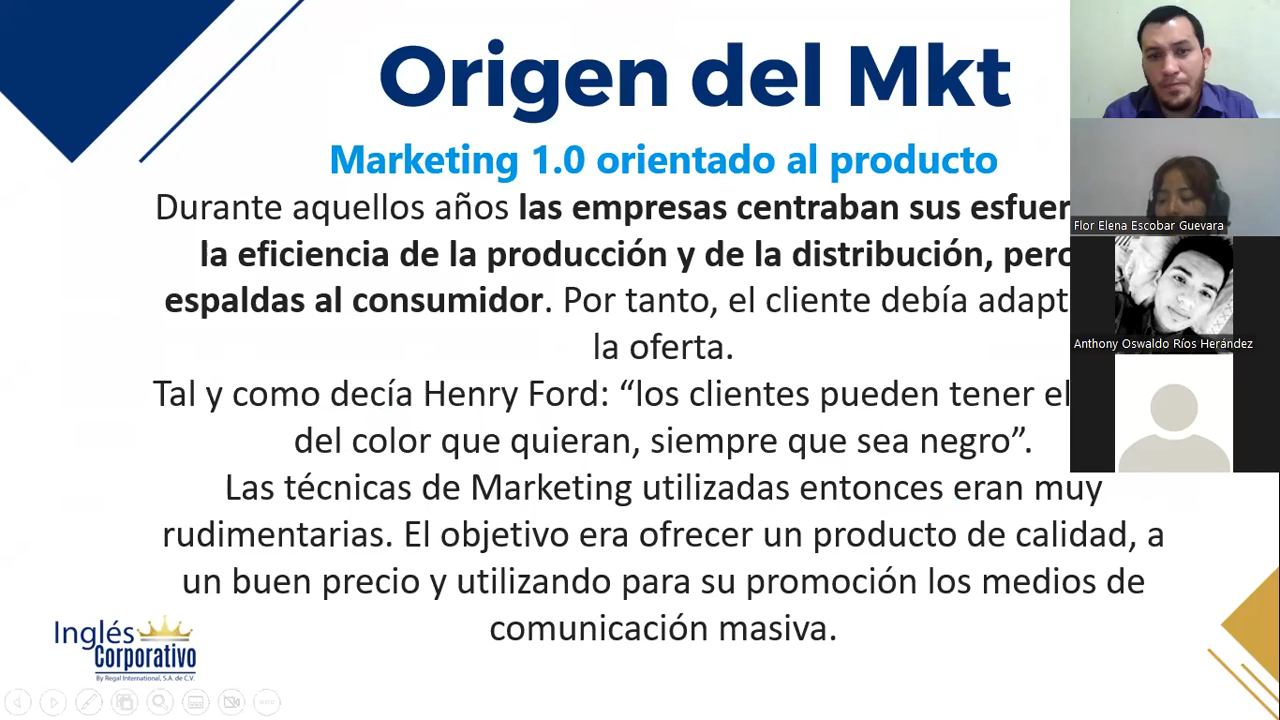 Origen del Mkt
Marketing 1.0 orientado al producto
Durante aquellos años las empresas centraban sus
la eficiencia de la producción y de la distribución,
espaldas al consumidor. Por tanto, el cliente debía
la oferta.
Tal y como decía Henry Ford: “los clientes pueden tener el
del color que quieran, siempre que sea negro”.
Las técnicas de Marketing utilizadas entonces eran muy
rudimentarias. El objetivo era ofrecer un producto de calidad, a
un buen precio y utilizando para su promoción los medios de
comunicación masiva.
Flor Elena Escobar Guevara
Anthony Oswaldo Ríos Herández
Inglés
Corporativo
By Regal International, S.A. de C.V.